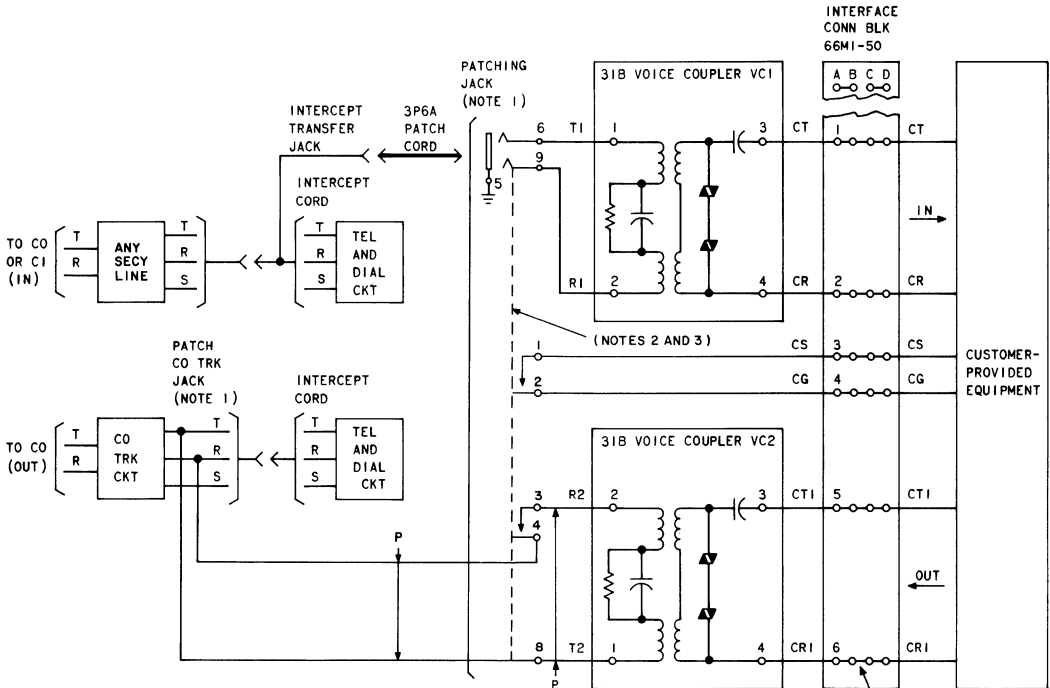 INTERFACE
CONN BLK
66M1-50
PATCHING
JACK
(NOTE 1)
31B VOICE COUPLER VC1
A B C D
INTERCEPT
TRANSFER
JACK
3P6A
PATCH
CORD
6 T1 1
3 CT 1 CT
9
5
INTERCEPT
CORD
TO CO
OR CI
(IN)
T
R
ANY
SECY
LINE
T
R
S
T
R
S
TEL
AND
DIAL
CKT
IN
R1 2
4 CR 2 CR
(NOTES 2 AND 3)
1 CS 3 CS
2 CG 4 CG
CUSTOMER-
PROVIDED
EQUIPMENT
PATCH
CO TRK
JACK
(NOTE 1)
INTERCEPT
CORD
TO CO
(OUT)
T
R
CO
TRK
CKT
T
R
S
T
R
S
TEL
AND
DIAL
CKT
31B VOICE COUPLER VC2
3 R2 2
3 CT1 5 CT1
4
P
OUT
8 T2 1
4 CR1 6 CR1
P